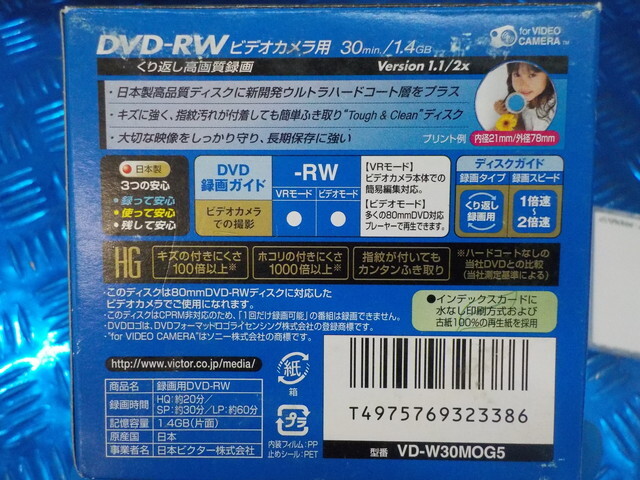 DVD-RW ビデオカメラ用 30min./1.4GB
for VIDEO CAMERA™
くり返し高画質録画 Version 1.1/2x
・日本製高品質ディスクに新開発ウルトラハードコート層をプラス
・キズに強く、指紋汚れが付着しても簡単ふき取り"Tough & Clean"ディスク
・大切な映像をしっかり守り、長期保存に強い
プリント例 内径21mm/外径78mm
日本製
3つの安心
・録って安心
・使って安心
・残して安心
DVD 録画ガイド
ビデオカメラでの撮影
-RW
VRモード ビデオモード
【VRモード】
ビデオカメラ本体での
簡易編集対応。
【ビデオモード】
多くの80mmDVD対応
プレーヤーで再生できます。
ディスクガイド
録画タイプ 録画スピード
くり返し録画用
1倍速
~
2倍速
HG
キズの付きにくさ
100倍以上※
ホコリの付きにくさ
1000倍以上※
指紋が付いても
カンタンふき取り
※ハードコートなしの
当社DVDとの比較
(当社測定基準による)
このディスクは80mmDVD-RWディスクに対応した
ビデオカメラでご使用になれます。
・このディスクはCPRM非対応のため、「1回だけ録画可能」の番組は録画できません。
・DVDロゴは、DVDフォーマットロゴライセンシング株式会社の登録商標です。
・"for VIDEO CAMERA"はソニー株式会社の商標です。
●インデックスカードに
水なし印刷方式および
古紙100%の再生紙を採用
http://www.victor.co.jp/media/
商品名 録画用DVD-RW
録画時間 HQ:約20分/
SP:約30分/LP:約60分
記憶容量 1.4GB(片面)
原産国 日本
事業者名 日本ビクター株式会社
紙
箱
プラ
内装フィルム:PP
止めシール:PET
T4975769323386
型番 VD-W30MOG5